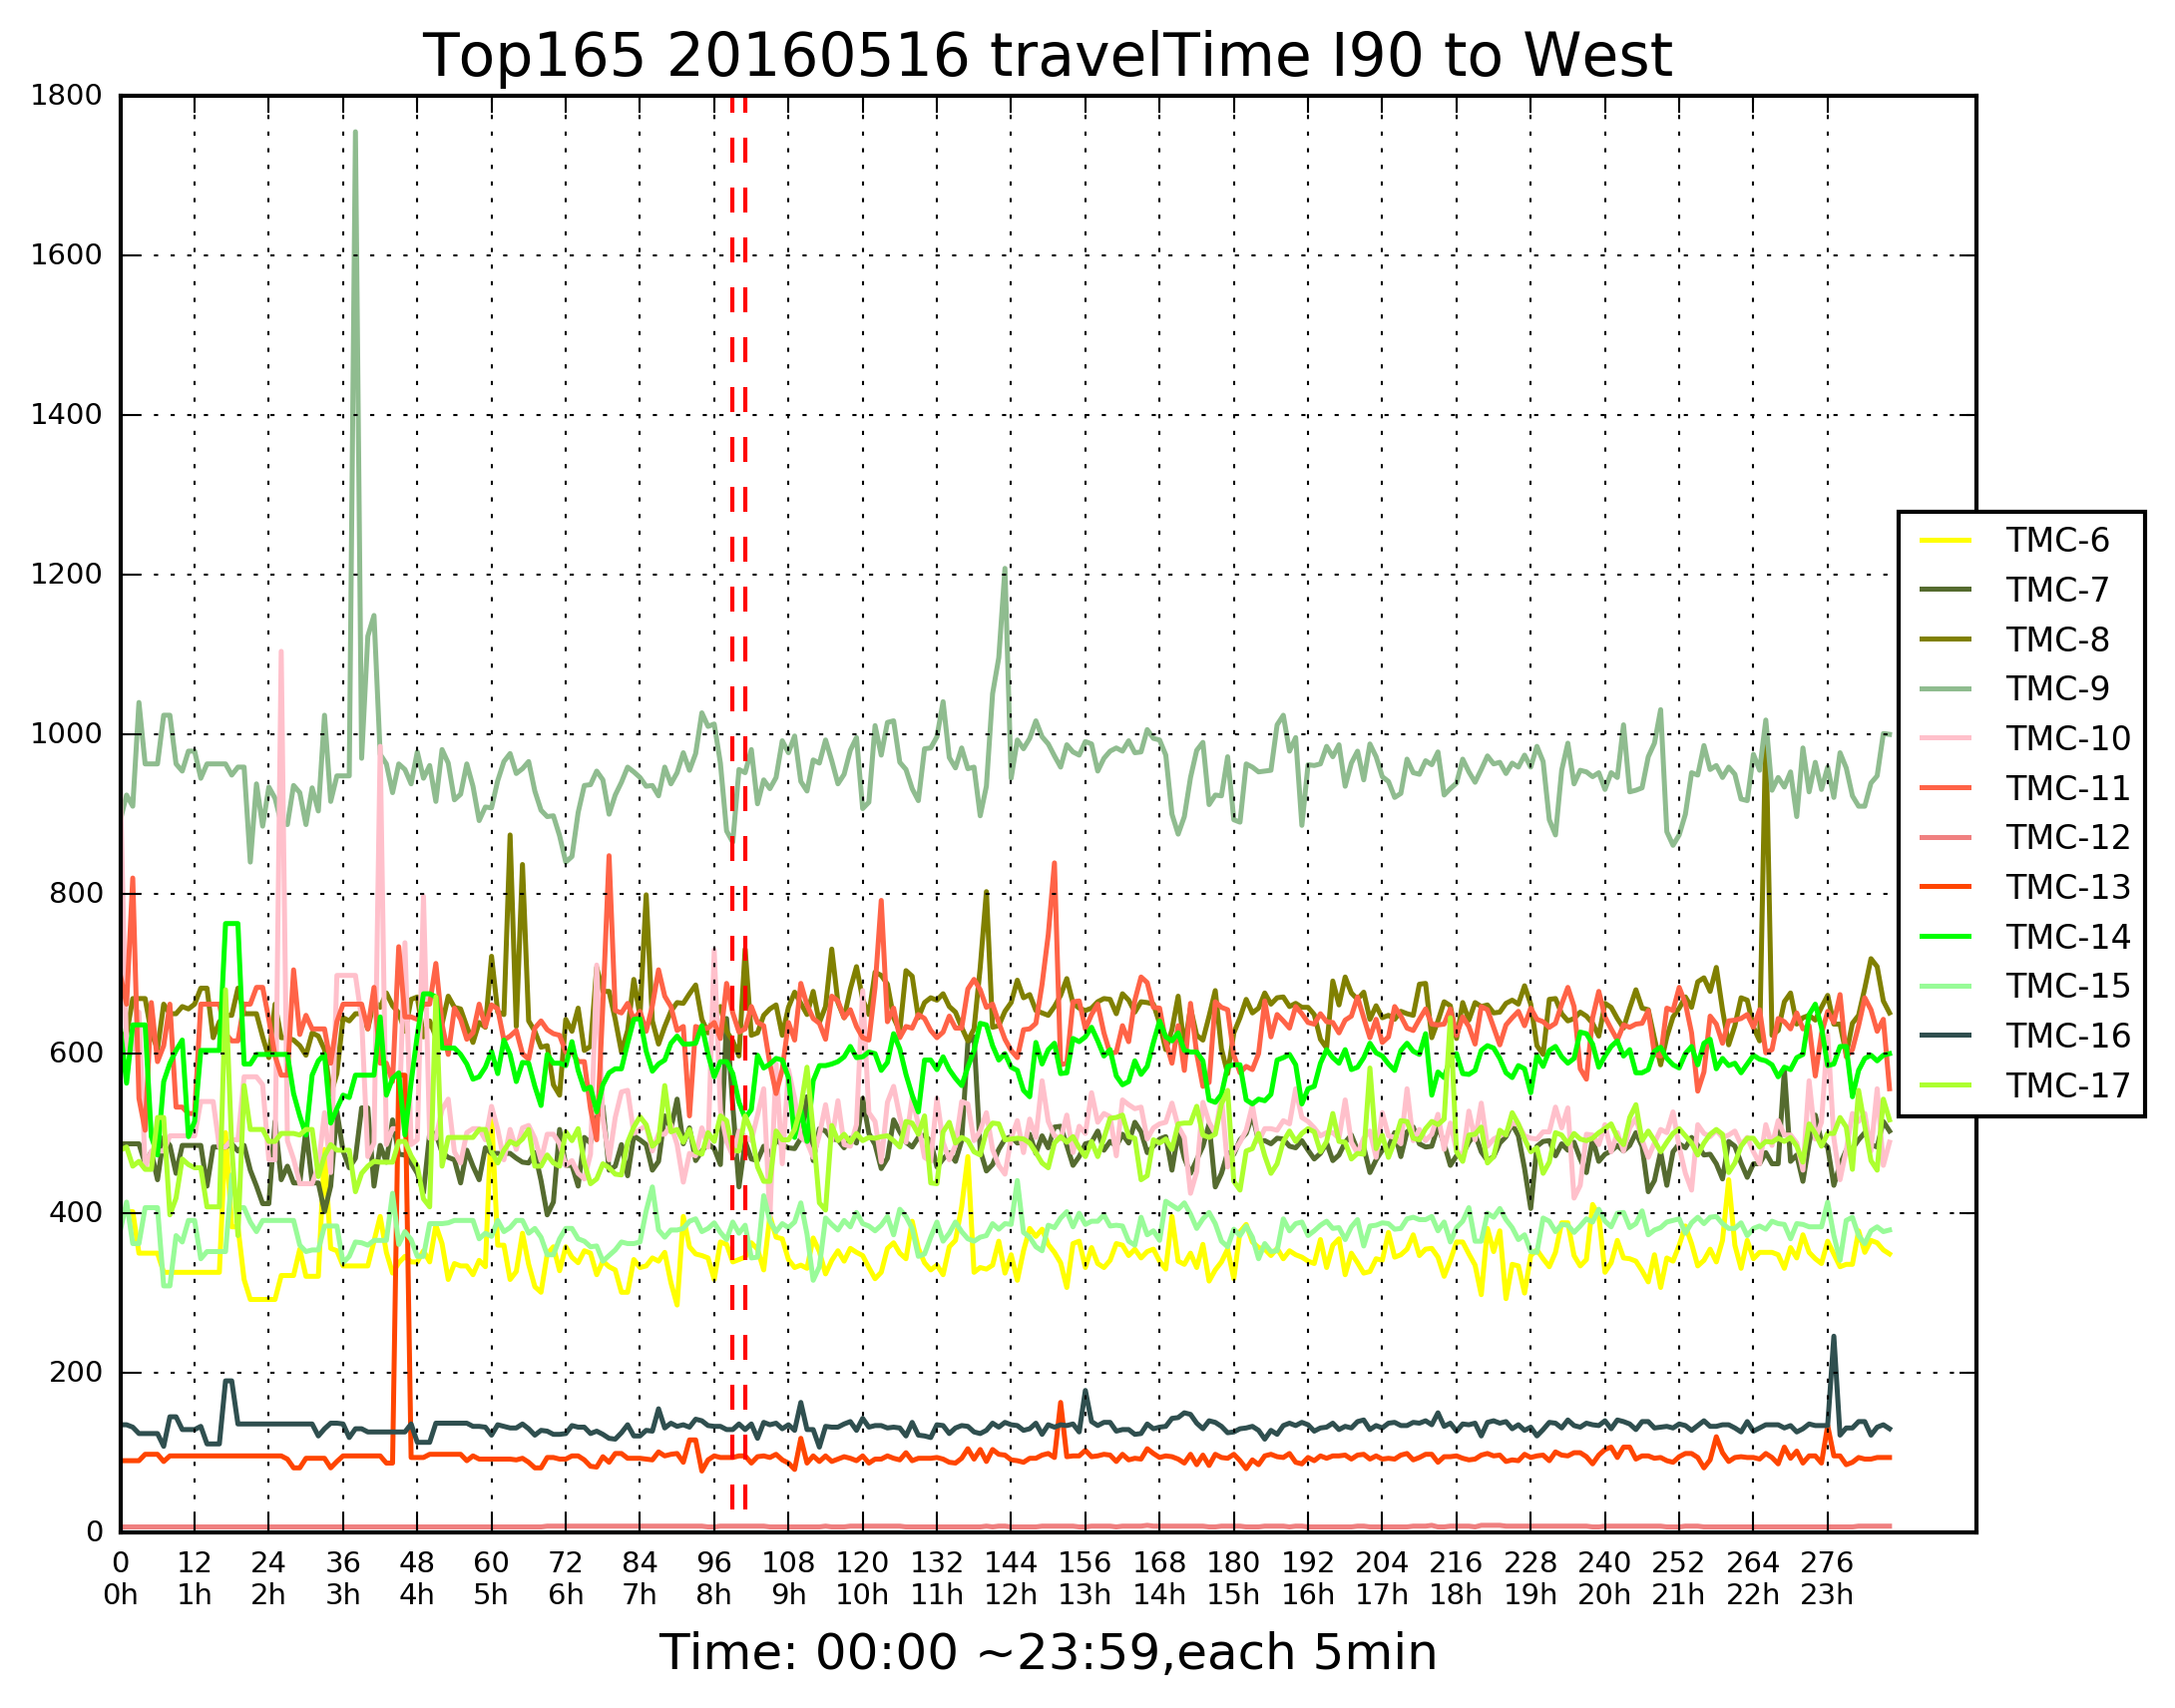 Top165 20160516 travelTime I90 to West
1800
1600
1400
1200
1000
800
600
400
200
0
TMC-6
TMC-7
TMC-8
TMC-9
TMC-10
TMC-11
TMC-12
TMC-13
TMC-14
TMC-15
TMC-16
TMC-17
0 12 24 36 48 60 72 84 96 108 120 132 144 156 168 180 192 204 216 228 240 252 264 276
0h 1h 2h 3h 4h 5h 6h 7h 8h 9h 10h 11h 12h 13h 14h 15h 16h 17h 18h 19h 20h 21h 22h 23h
Time: 00:00 ~23:59,each 5min